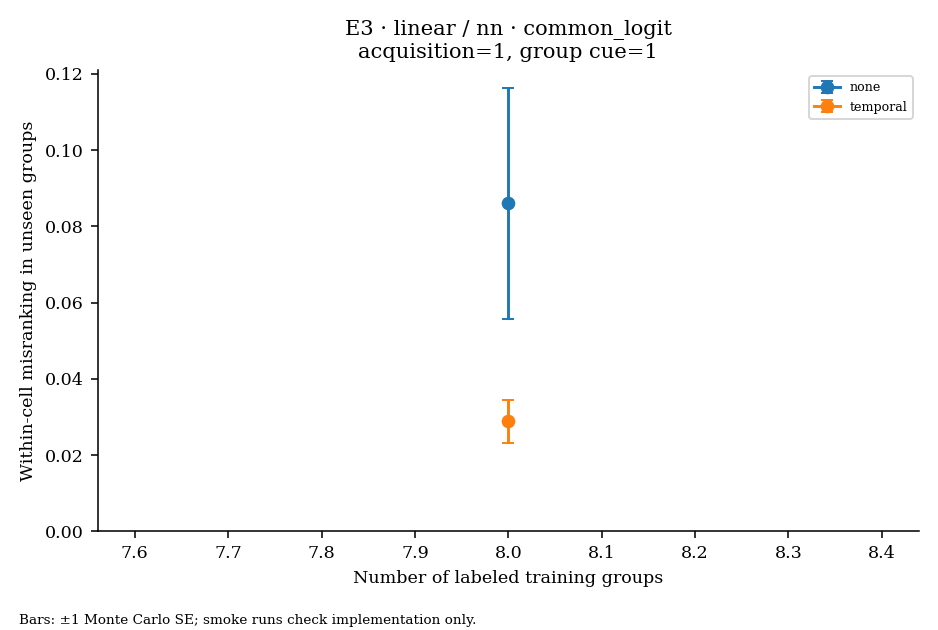 E3 · linear / nn · common_logit
acquisition=1, group cue=1
none
temporal
Within-cell misranking in unseen groups
0.12
0.10
0.08
0.06
0.04
0.02
0.00
7.6 7.7 7.8 7.9 8.0 8.1 8.2 8.3 8.4
Number of labeled training groups
Bars: ±1 Monte Carlo SE; smoke runs check implementation only.